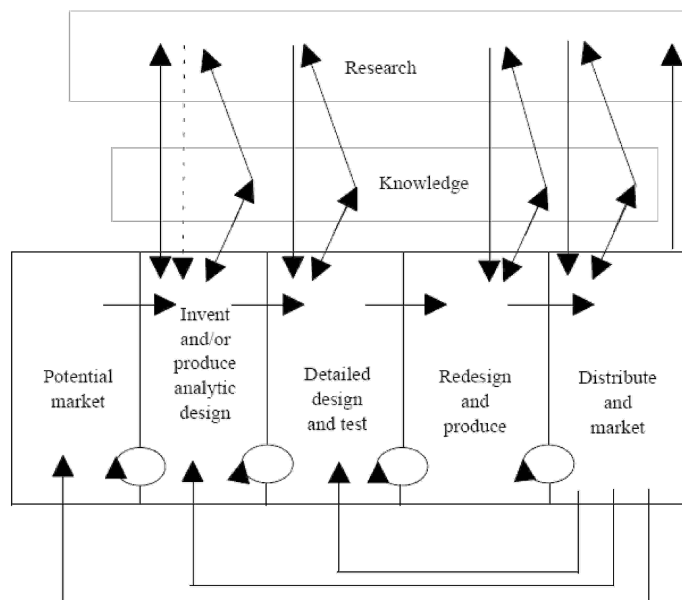 Research
Knowledge
Potential
market
Invent
and/or
produce
analytic
design
Detailed
design
and test
Redesign
and
produce
Distribute
and
market